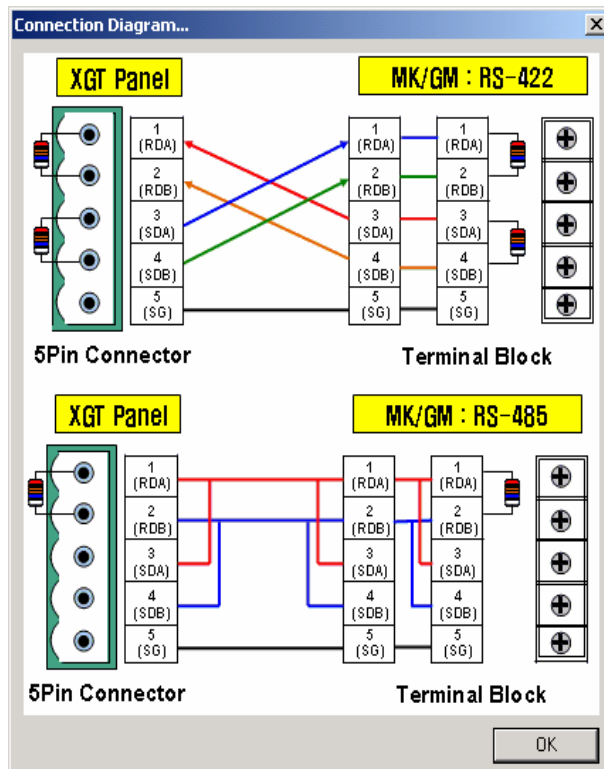 Connection Diagram...
XGT Panel
MK/GM : RS-422
1
(RDA)
2
(RDB)
3
(SDA)
4
(SDB)
5
(SG)
1
(RDA)
2
(RDB)
3
(SDA)
4
(SDB)
5
(SG)
1
(RDA)
2
(RDB)
3
(SDA)
4
(SDB)
5
(SG)
5Pin Connector
Terminal Block
XGT Panel
MK/GM : RS-485
1
(RDA)
2
(RDB)
3
(SDA)
4
(SDB)
5
(SG)
1
(RDA)
2
(RDB)
3
(SDA)
4
(SDB)
5
(SG)
1
(RDA)
2
(RDB)
3
(SDA)
4
(SDB)
5
(SG)
5Pin Connector
Terminal Block
OK